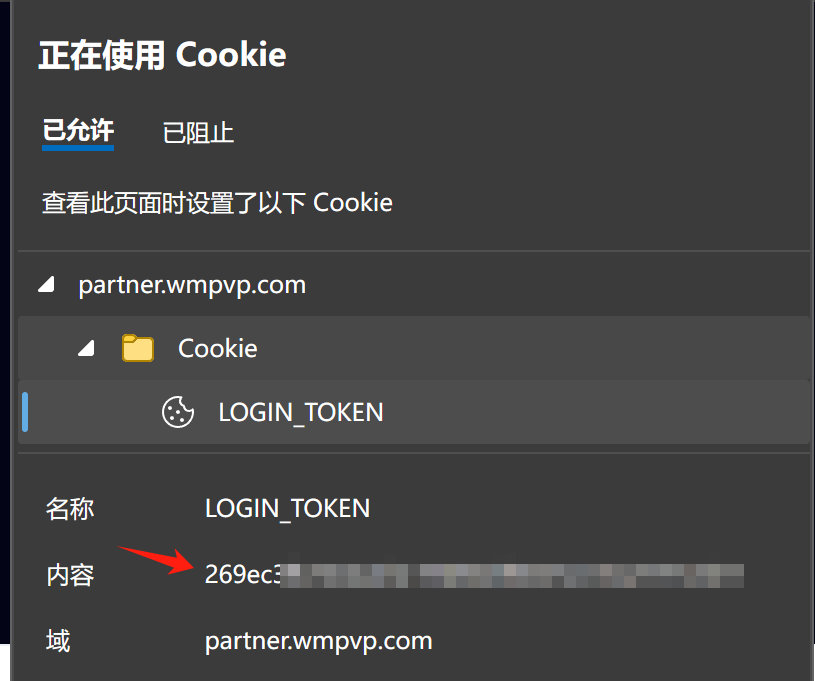 正在使用 Cookie
已允许 已阻止
查看此页面时设置了以下 Cookie
partner.wmpvp.com
Cookie
LOGIN_TOKEN
名称 LOGIN_TOKEN
内容 269ec3
域 partner.wmpvp.com